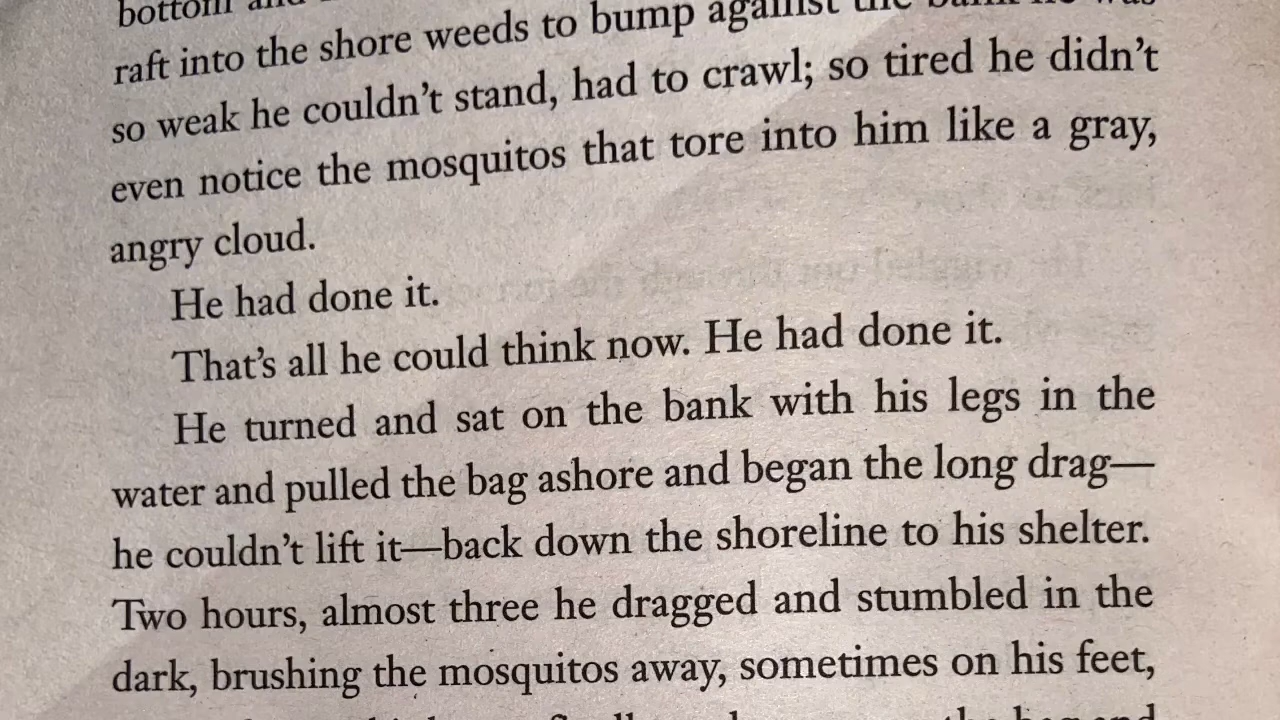 bottom and
raft into the shore weeds to bump against the bank he was
so weak he couldn't stand, had to crawl; so tired he didn't
even notice the mosquitos that tore into him like a gray,
angry cloud.
He had done it.
That's all he could think now. He had done it.
He turned and sat on the bank with his legs in the
water and pulled the bag ashore and began the long drag—
he couldn't lift it—back down the shoreline to his shelter.
Two hours, almost three he dragged and stumbled in the
dark, brushing the mosquitos away, sometimes on his feet,